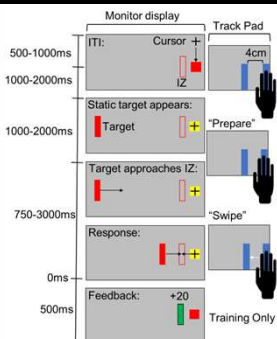 Monitor display
Track Pad
500-1000ms
ITI:
Cursor +
4cm
1000-2000ms
IZ
Static target appears:
1000-2000ms
Target
"Prepare"
Target approaches IZ:
750-3000ms
"Swipe"
Response:
0ms
Feedback:
+20
500ms
Training Only